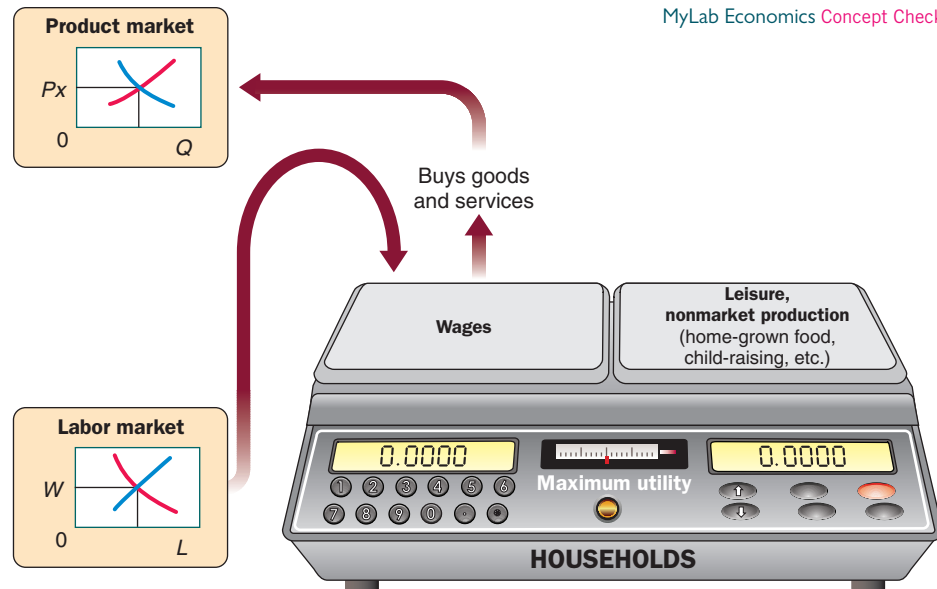 MyLab Economics Concept Check
Product market
Px
0
Q
Buys goods
and services
Wages
Leisure,
nonmarket production
(home-grown food,
child-raising, etc.)
Labor market
W
0
L
0.0000
0.0000
1 2 3 4 5 6
7 8 9 0 . *
Maximum utility
HOUSEHOLDS